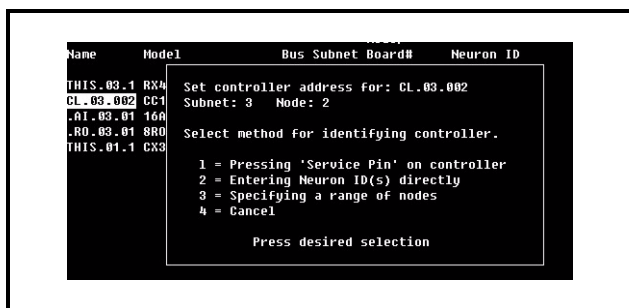 Name Model Bus Subnet Board# Neuron ID
THIS.03.1 RX4
CL.03.002 CC1
.AI.03.01 16A
.RO.03.01 8RO
THIS.01.1 CX3
Set controller address for: CL.03.002
Subnet: 3 Node: 2
Select method for identifying controller.
1 = Pressing 'Service Pin' on controller
2 = Entering Neuron ID(s) directly
3 = Specifying a range of nodes
4 = Cancel
Press desired selection